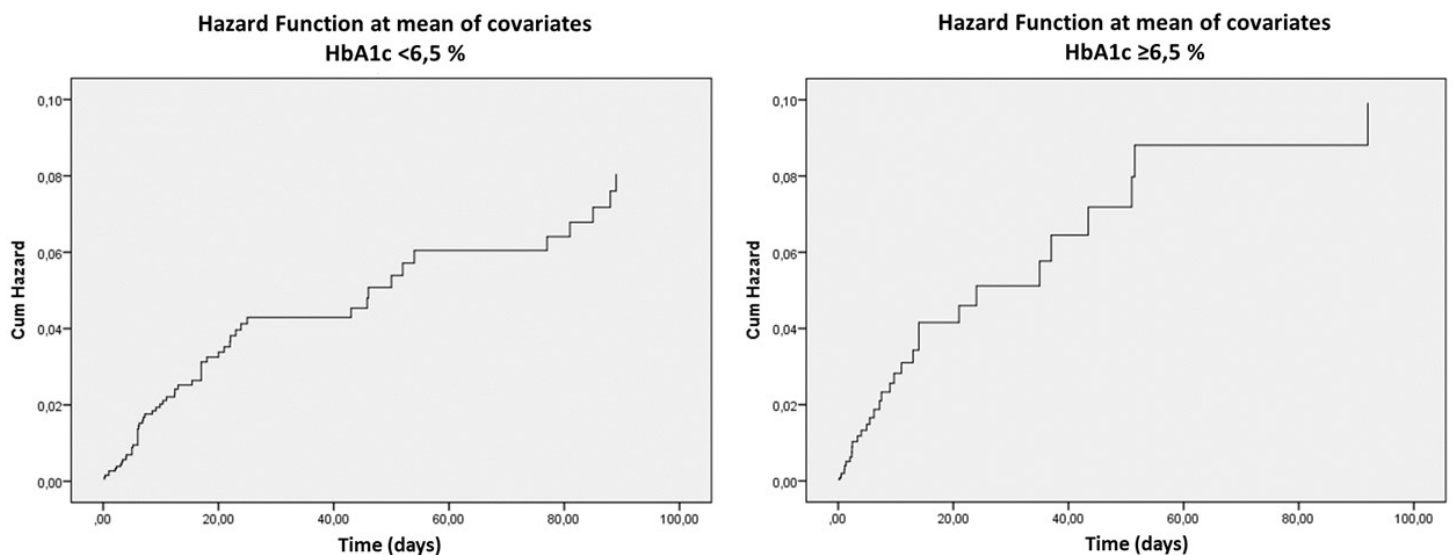 Hazard Function at mean of covariates
HbA1c <6,5 %
0,10
0,08
0,06
0,04
0,02
0,00
Cum Hazard
,00 20,00 40,00 60,00 80,00 100,00
Time (days)
Hazard Function at mean of covariates
HbA1c ≥6,5 %
0,10
0,08
0,06
0,04
0,02
0,00
Cum Hazard
,00 20,00 40,00 60,00 80,00 100,00
Time (days)